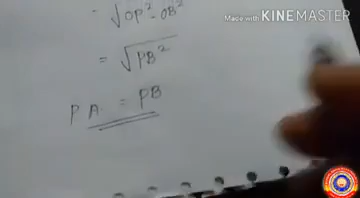 = √OP² - OB²
= √PB²
PA. = PB
Made with KINEMASTER